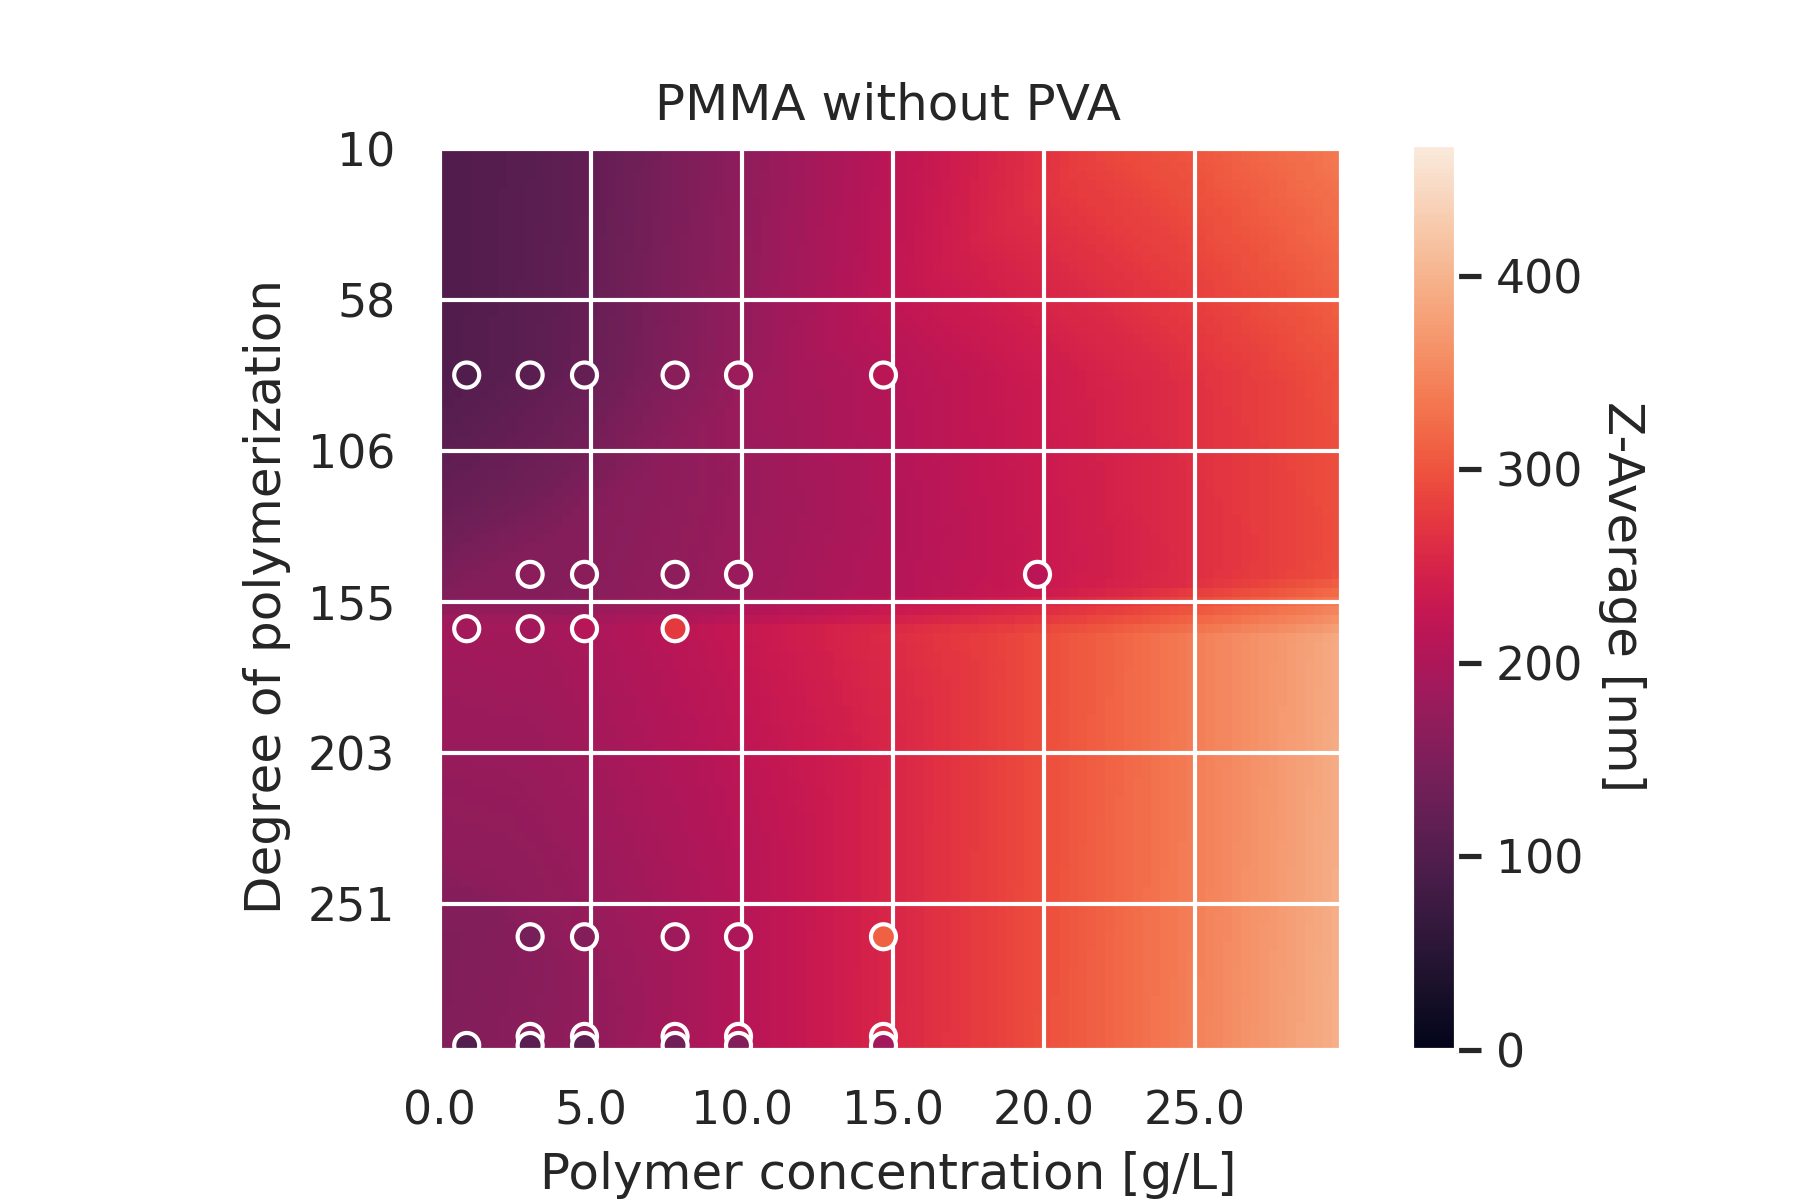 PMMA without PVA
10
58
106
155
203
251
Degree of polymerization
0.0 5.0 10.0 15.0 20.0 25.0
Polymer concentration [g/L]
400
300
200
100
0
Z-Average [nm]